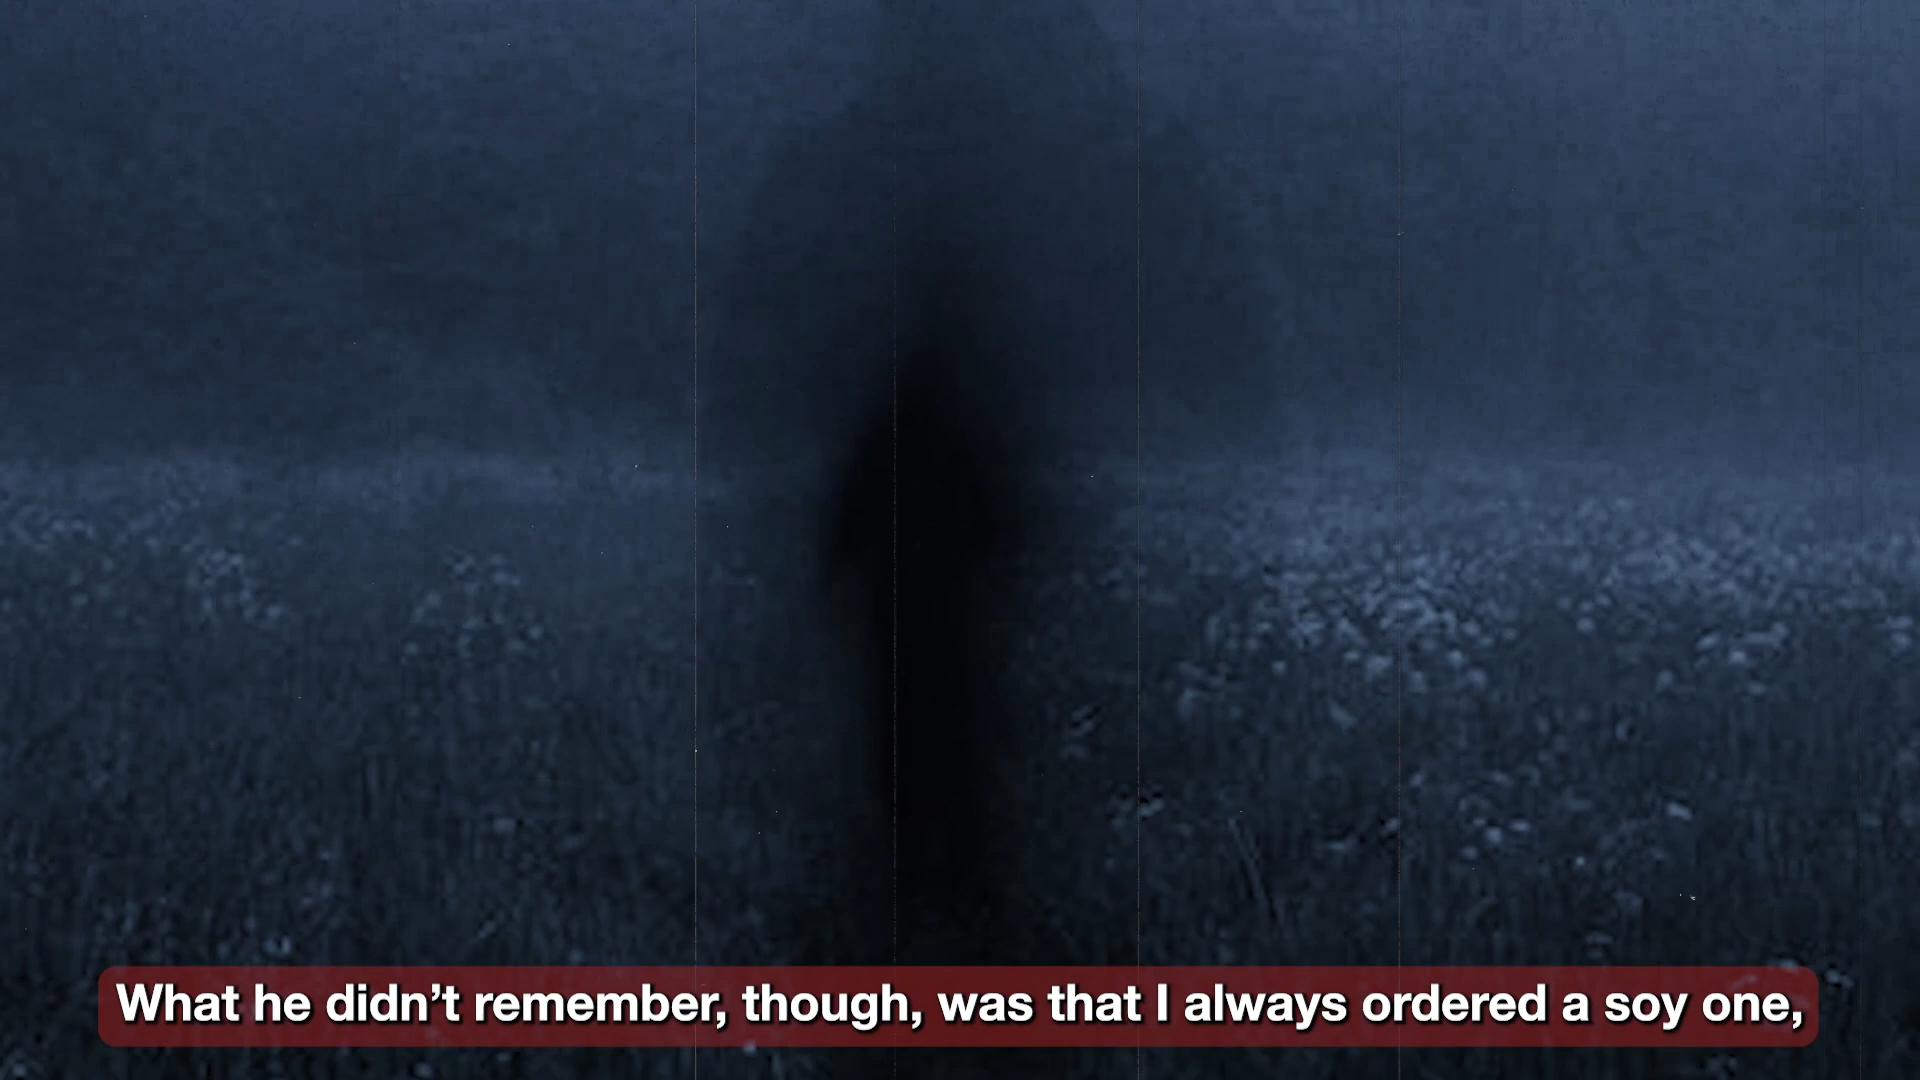 What he didn’t remember, though, was that I always ordered a soy one,